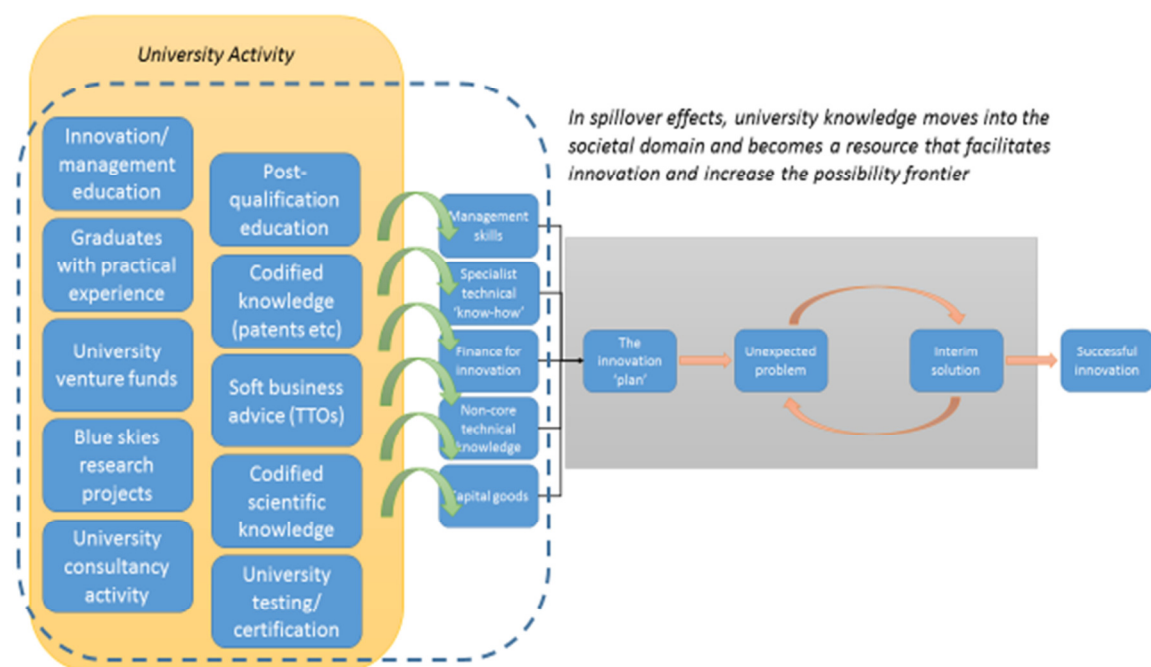 University Activity
Innovation/
management
education
Graduates
with practical
experience
University
venture funds
Blue skies
research
projects
University
consultancy
activity
Post-
qualification
education
Codified
knowledge
(patents etc)
Soft business
advice (TTOs)
Codified
scientific
knowledge
University
testing/
certification
In spillover effects, university knowledge moves into the
societal domain and becomes a resource that facilitates
innovation and increase the possibility frontier
Management
skills
Specialist
technical
'know-how'
Finance for
innovation
Non-core
technical
knowledge
Capital goods
The
innovation
'plan'
Unexpected
problem
Interim
solution
Successful
innovation